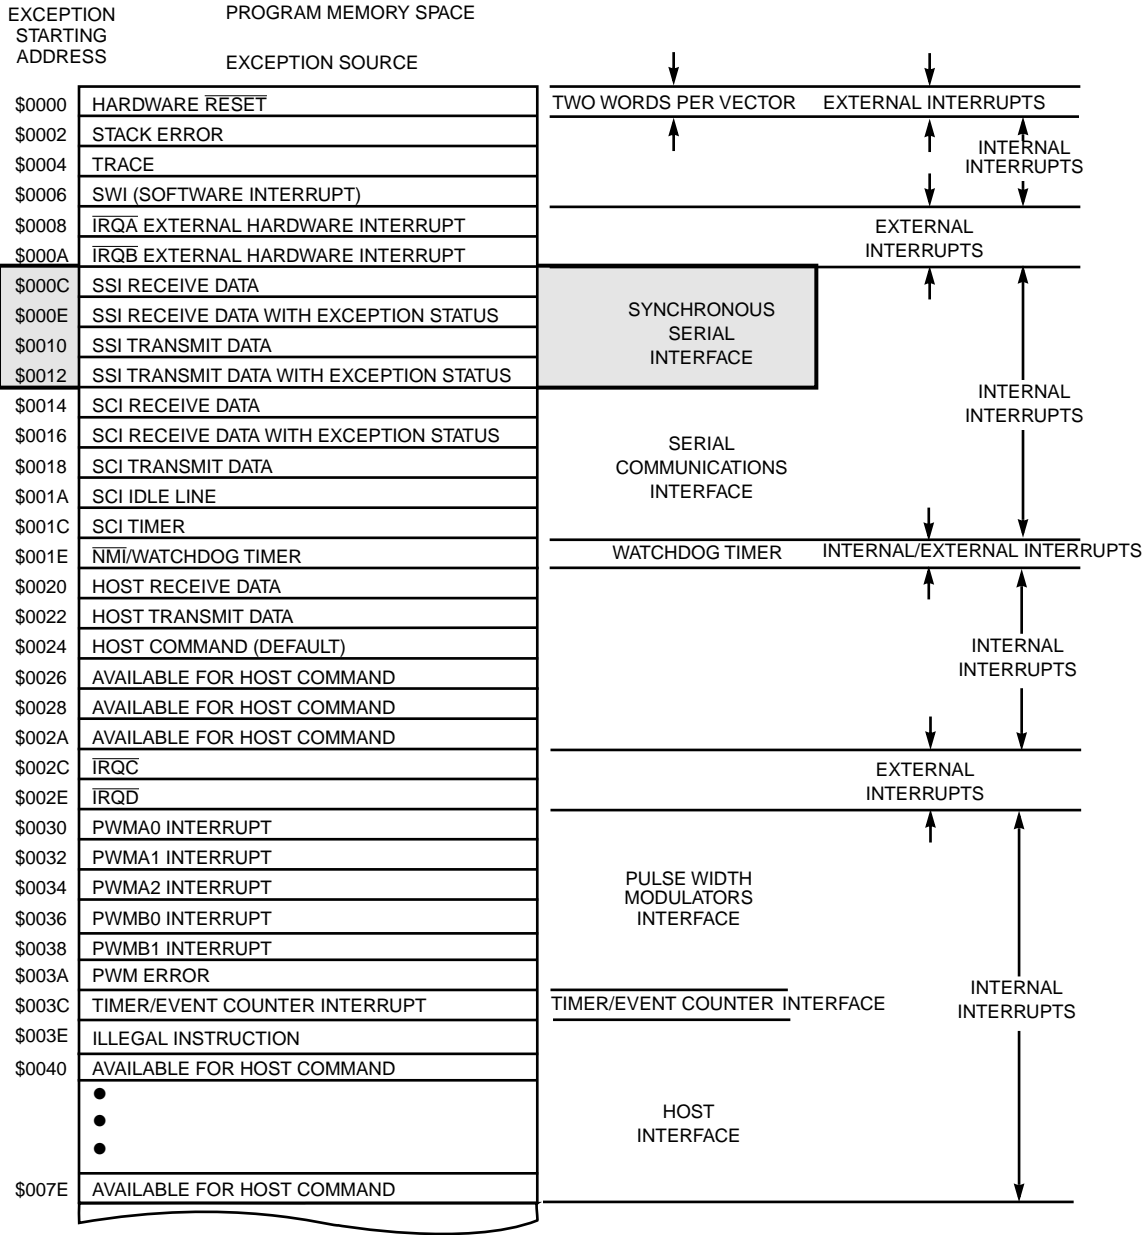 EXCEPTION
STARTING
ADDRESS
PROGRAM MEMORY SPACE
EXCEPTION SOURCE
$0000 HARDWARE RESET
TWO WORDS PER VECTOR
EXTERNAL INTERRUPTS
$0002 STACK ERROR
$0004 TRACE
INTERNAL
INTERRUPTS
$0006 SWI (SOFTWARE INTERRUPT)
$0008 IRQA EXTERNAL HARDWARE INTERRUPT
$000A IRQB EXTERNAL HARDWARE INTERRUPT
EXTERNAL
INTERRUPTS
$000C SSI RECEIVE DATA
$000E SSI RECEIVE DATA WITH EXCEPTION STATUS
$0010 SSI TRANSMIT DATA
$0012 SSI TRANSMIT DATA WITH EXCEPTION STATUS
SYNCHRONOUS
SERIAL
INTERFACE
$0014 SCI RECEIVE DATA
$0016 SCI RECEIVE DATA WITH EXCEPTION STATUS
$0018 SCI TRANSMIT DATA
$001A SCI IDLE LINE
$001C SCI TIMER
SERIAL
COMMUNICATIONS
INTERFACE
INTERNAL
INTERRUPTS
$001E NMI/WATCHDOG TIMER
WATCHDOG TIMER
INTERNAL/EXTERNAL INTERRUPTS
$0020 HOST RECEIVE DATA
$0022 HOST TRANSMIT DATA
$0024 HOST COMMAND (DEFAULT)
$0026 AVAILABLE FOR HOST COMMAND
$0028 AVAILABLE FOR HOST COMMAND
$002A AVAILABLE FOR HOST COMMAND
INTERNAL
INTERRUPTS
$002C IRQC
$002E IRQD
EXTERNAL
INTERRUPTS
$0030 PWMA0 INTERRUPT
$0032 PWMA1 INTERRUPT
$0034 PWMA2 INTERRUPT
$0036 PWMB0 INTERRUPT
$0038 PWMB1 INTERRUPT
$003A PWM ERROR
PULSE WIDTH
MODULATORS
INTERFACE
$003C TIMER/EVENT COUNTER INTERRUPT
TIMER/EVENT COUNTER INTERFACE
INTERNAL
INTERRUPTS
$003E ILLEGAL INSTRUCTION
$0040 AVAILABLE FOR HOST COMMAND
HOST
INTERFACE
$007E AVAILABLE FOR HOST COMMAND